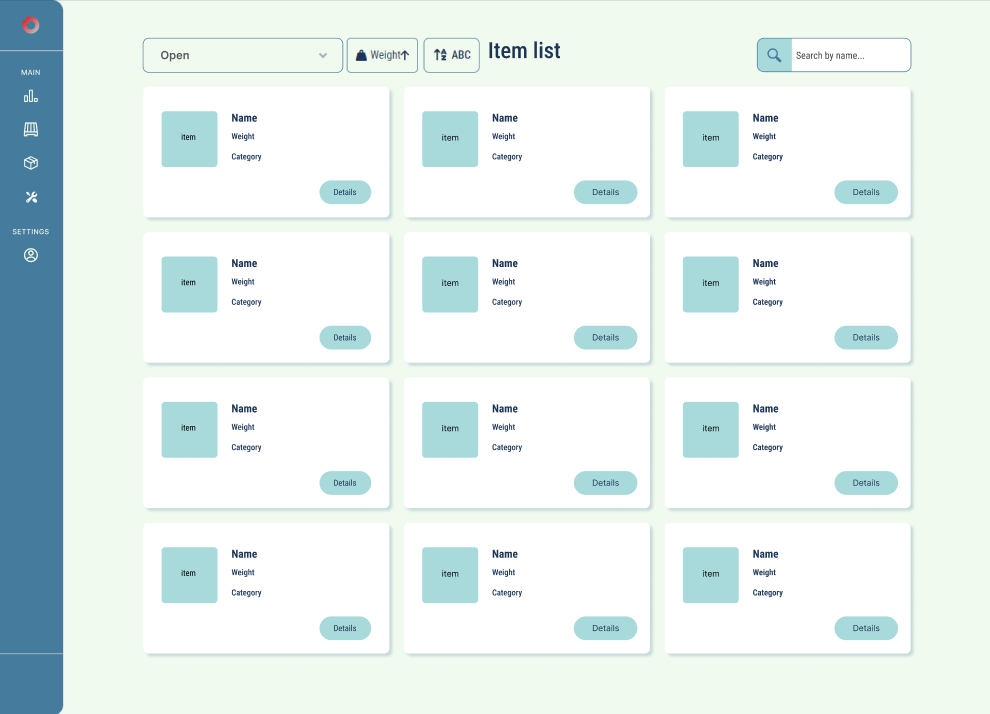 MAIN
SETTINGS
Open
Weight
ABC
Item list
Search by name...
item
Name
Weight
Category
Details
item
Name
Weight
Category
Details
item
Name
Weight
Category
Details
item
Name
Weight
Category
Details
item
Name
Weight
Category
Details
item
Name
Weight
Category
Details
item
Name
Weight
Category
Details
item
Name
Weight
Category
Details
item
Name
Weight
Category
Details
item
Name
Weight
Category
Details
item
Name
Weight
Category
Details
item
Name
Weight
Category
Details